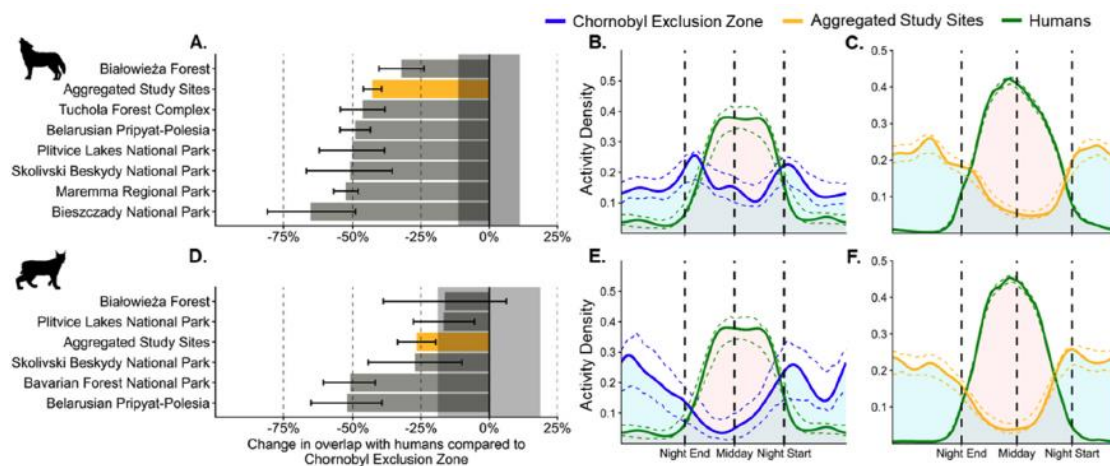 Chornobyl Exclusion Zone
Aggregated Study Sites
Humans
A.
Białowieża Forest
Aggregated Study Sites
Tuchola Forest Complex
Belarusian Pripyat-Polesia
Plitvice Lakes National Park
Skolivski Beskydy National Park
Maremma Regional Park
Bieszczady National Park
-75%
-50%
-25%
0%
25%
B.
Activity Density
0.5
0.4
0.3
0.2
0.1
C.
Activity Density
0.5
0.4
0.3
0.2
0.1
D.
Białowieża Forest
Plitvice Lakes National Park
Aggregated Study Sites
Skolivski Beskydy National Park
Bavarian Forest National Park
Belarusian Pripyat-Polesia
-75%
-50%
-25%
0%
25%
Change in overlap with humans compared to
Chornobyl Exclusion Zone
E.
Activity Density
0.5
0.4
0.3
0.2
0.1
Night End
Midday
Night Start
F.
Activity Density
0.5
0.4
0.3
0.2
0.1
Night End
Midday
Night Start